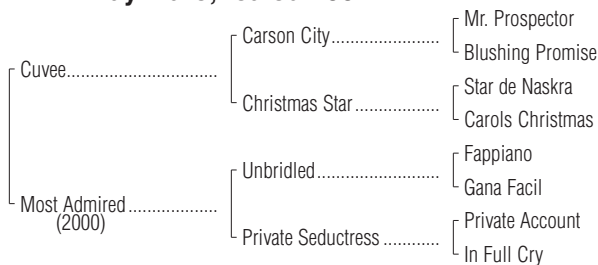 Mr. Prospector
Carson City
Blushing Promise
Cuvee
Star de Naskra
Christmas Star
Carols Christmas
Fappiano
Unbridled
Gana Facil
Most Admired
(2000)
Private Account
Private Seductress
In Full Cry